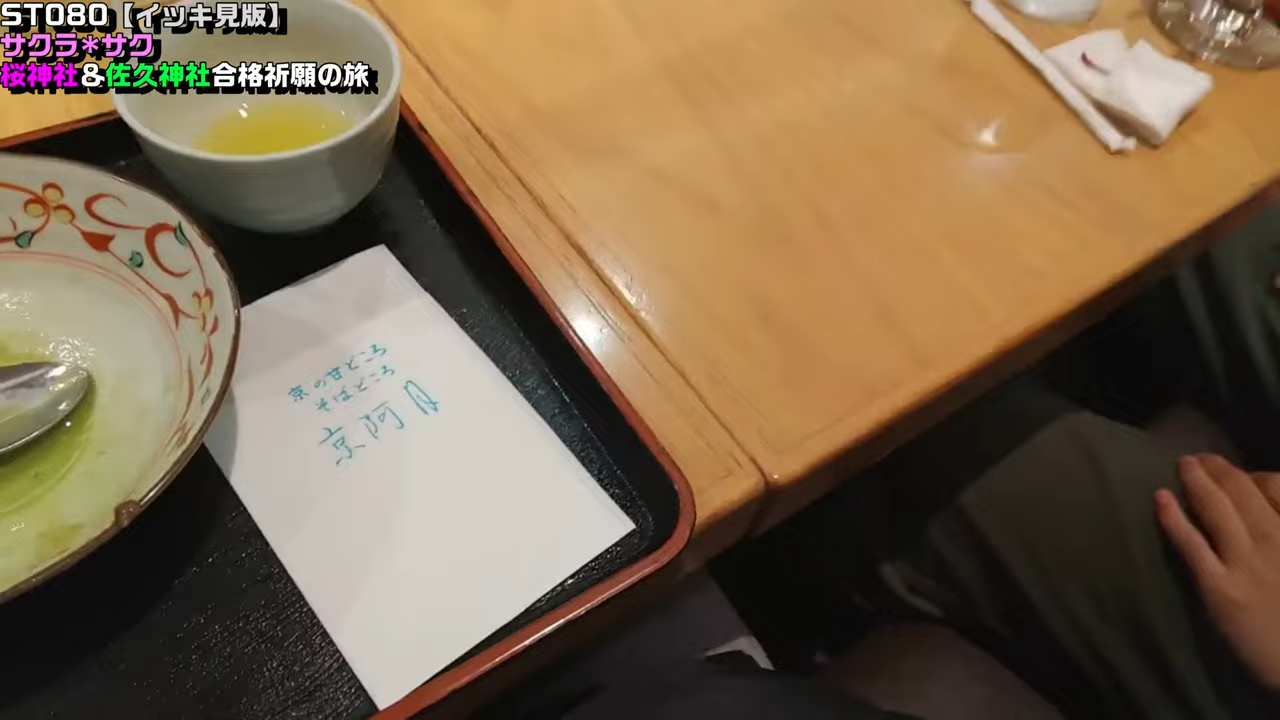 ST080【イッキ見版】
サクラ＊サク
桜神社&佐久神社合格祈願の旅
京の甘どころ
そばどころ
京阿月